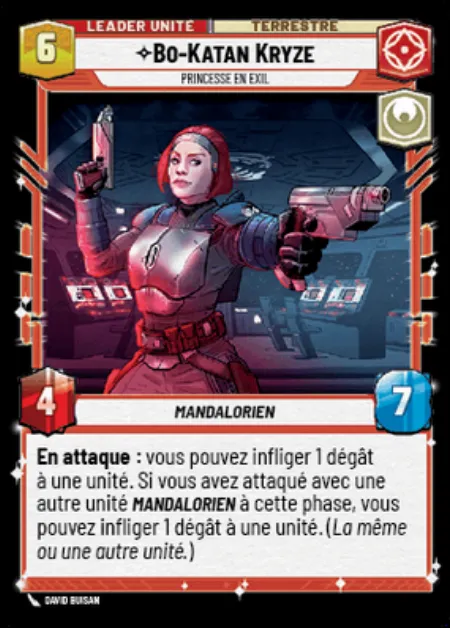 LEADER UNITÉ
TERRESTRE
6
✧BO-KATAN KRYZE
PRINCESSE EN EXIL
4
MANDALORIEN
7
En attaque : vous pouvez infliger 1 dégât
à une unité. Si vous avez attaqué avec une
autre unité MANDALORIEN à cette phase, vous
pouvez infliger 1 dégât à une unité. (La même
ou une autre unité.)
DAVID BUISAN